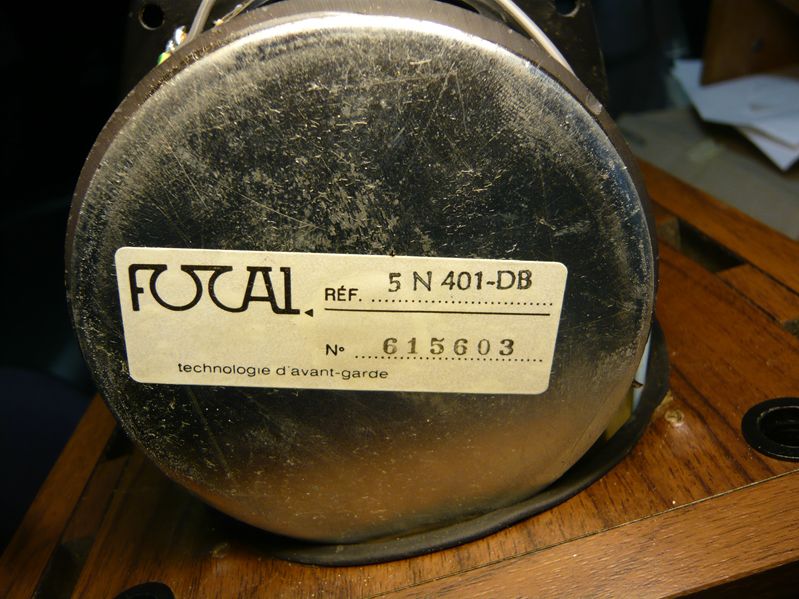 FOCAL
RÉF. 5 N 401-DB
N° 615603
technologie d'avant-garde